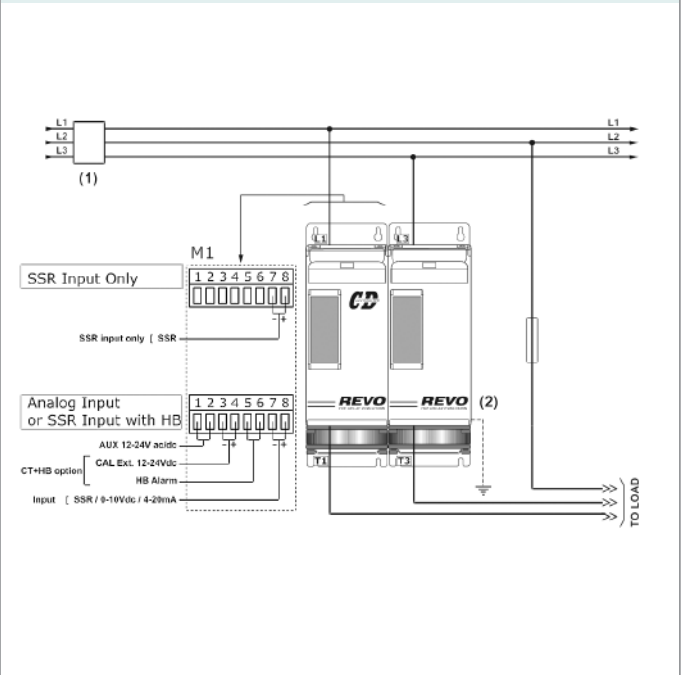 L1 L1
L2 L2
L3 L3
(1)
L1 L3
M1
SSR Input Only
1 2 3 4 5 6 7 8
- +
SSR input only [ SSR
CD
REVO REVO
(2)
Analog Input
or SSR Input with HB
1 2 3 4 5 6 7 8
- + - +
AUX 12-24V ac/dc
CT+HB option
CAL Ext. 12-24Vdc
HB Alarm
Input [ SSR / 0-10Vdc / 4-20mA
T1 T3
TO LOAD